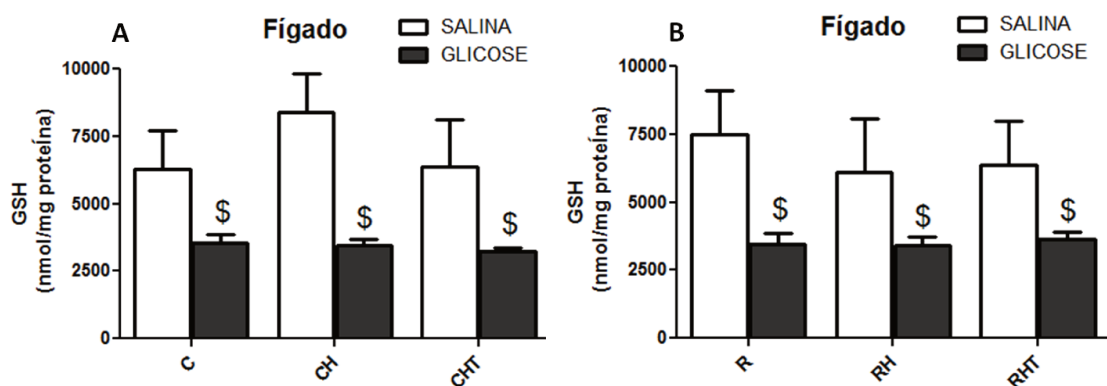 A
Fígado
SALINA
GLICOSE
GSH
(nmol/mg proteína)
10000
7500
5000
2500
0
$
$
$
C
CH
CHT
B
Fígado
SALINA
GLICOSE
GSH
(nmol/mg proteína)
10000
7500
5000
2500
0
$
$
$
R
RH
RHT